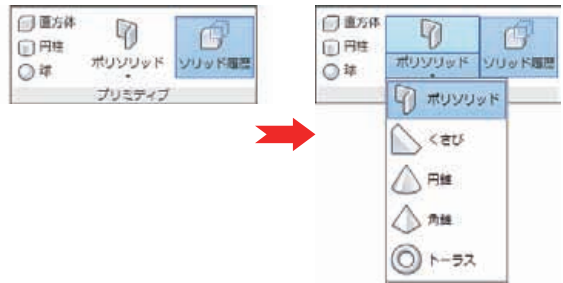 直方体
円柱
球
ポリソリッド
ソリッド履歴
プリミティブ
直方体
円柱
球
ポリソリッド
ソリッド履歴
ポリソリッド
くさび
円錐
角錐
トーラス